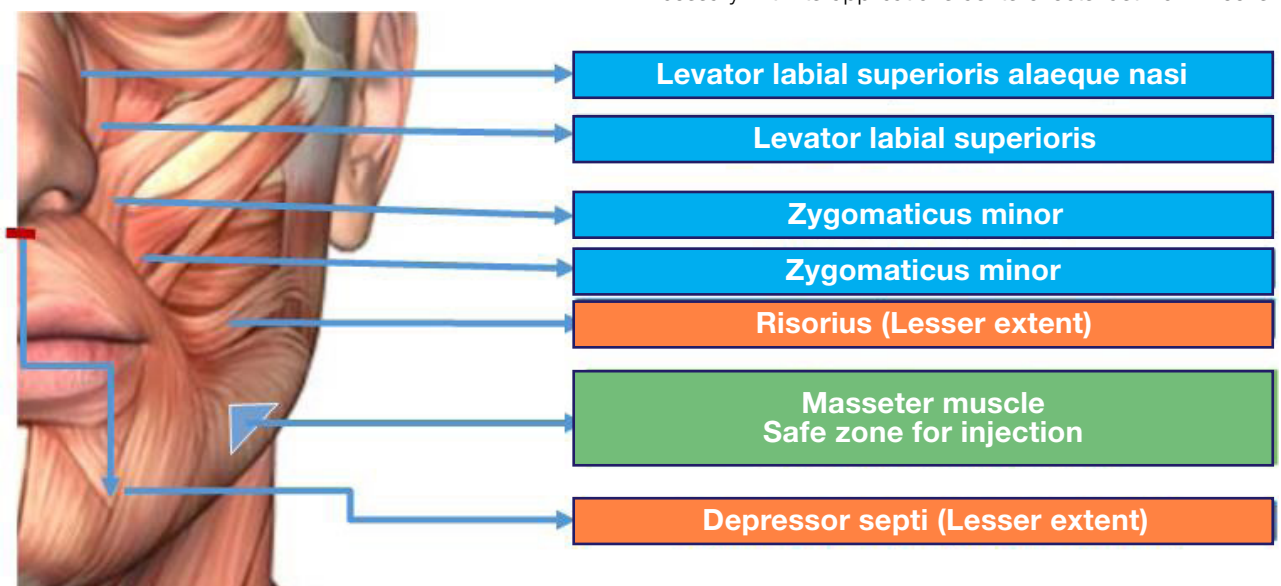 Levator labial superioris alaeque nasi
Levator labial superioris
Zygomaticus minor
Zygomaticus minor
Risorius (Lesser extent)
Masseter muscle
Safe zone for injection
Depressor septi (Lesser extent)